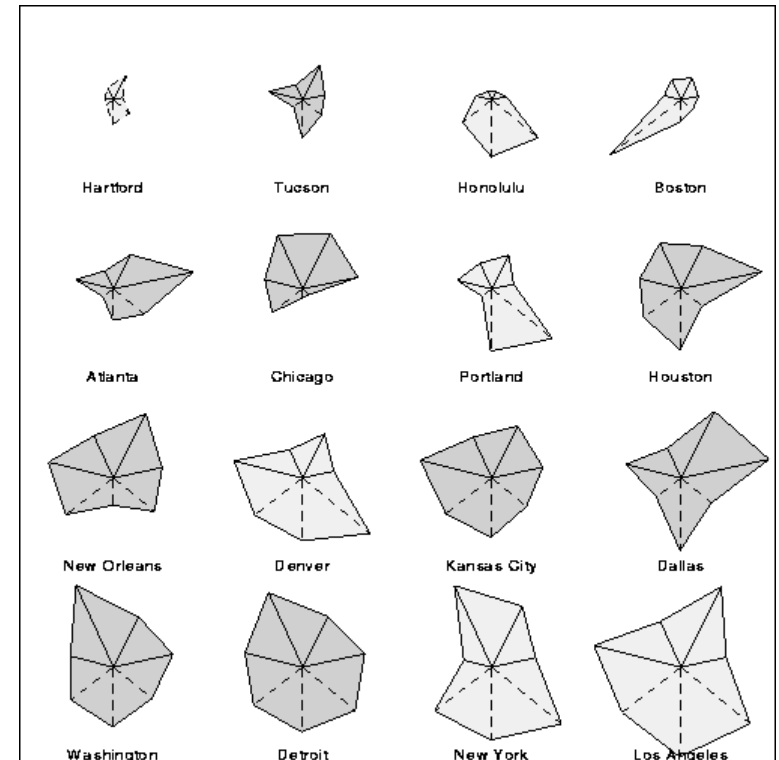 Hartford Tucson Honolulu Boston
Atlanta Chicago Portland Houston
New Orleans Denver Kansas City Dallas
Washington Detroit New York Los Angeles